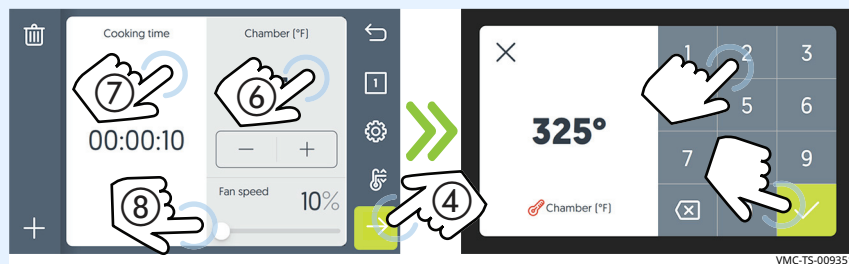 Cooking time
Chamber (°F)
7
6
1
00:00:10
− +
Fan speed
10%
8
4
325°
Chamber (°F)
1 2 3
5 6
7 9
VMC-TS-00935